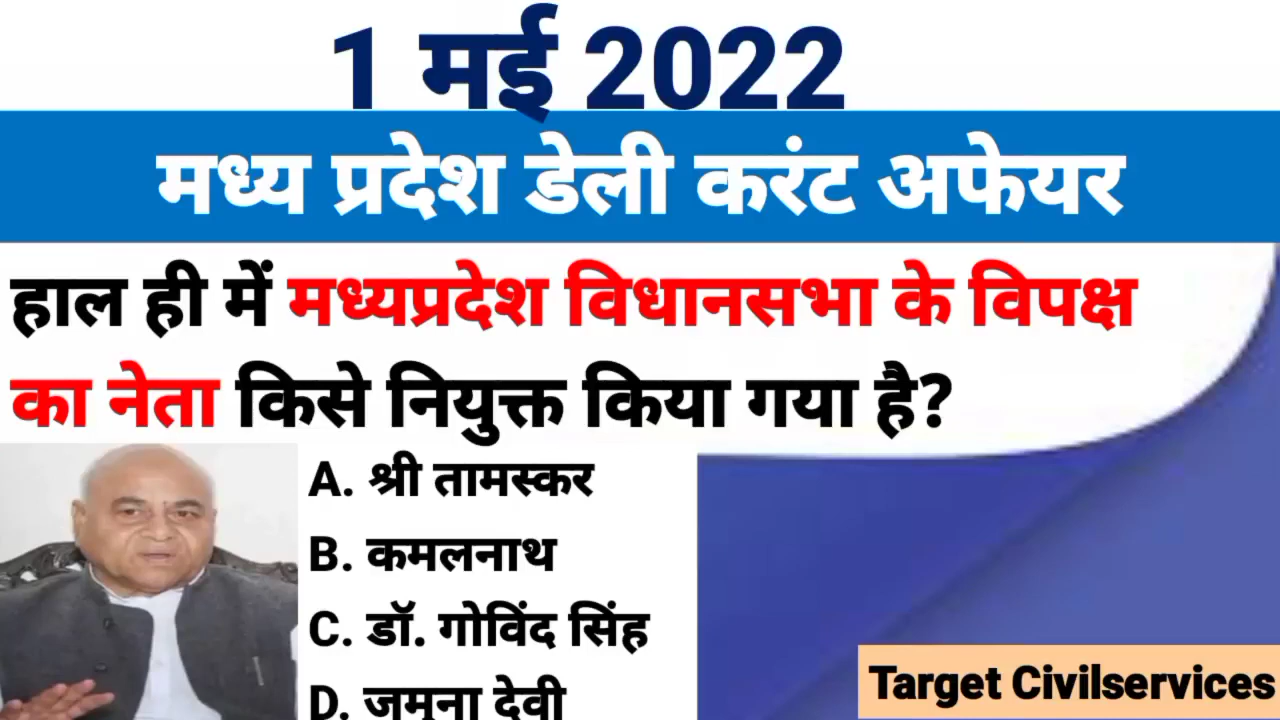 1 मई 2022
मध्य प्रदेश डेली करंट अफेयर
हाल ही में मध्यप्रदेश विधानसभा के विपक्ष
का नेता किसे नियुक्त किया गया है?
A. श्री तामस्कर
B. कमलनाथ
C. डॉ. गोविंद सिंह
D. जमुना देवी
Target Civilservices